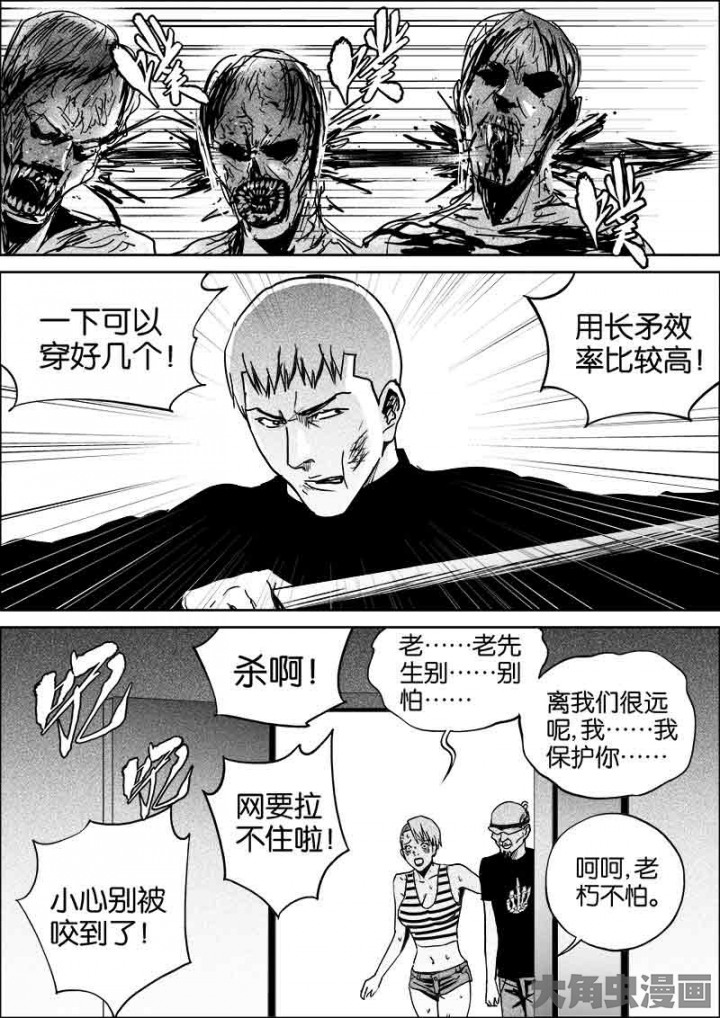 噗
噗
噗
用长矛效
率比较高！
一下可以
穿好几个！
老……老先
生别……别
怕……
离我们很远
呢，我……我
保护你……
呵呵，老
朽不怕。
杀啊！
网要拉
不住啦！
小心别被
咬到了！
吼
吼
大角虫漫画